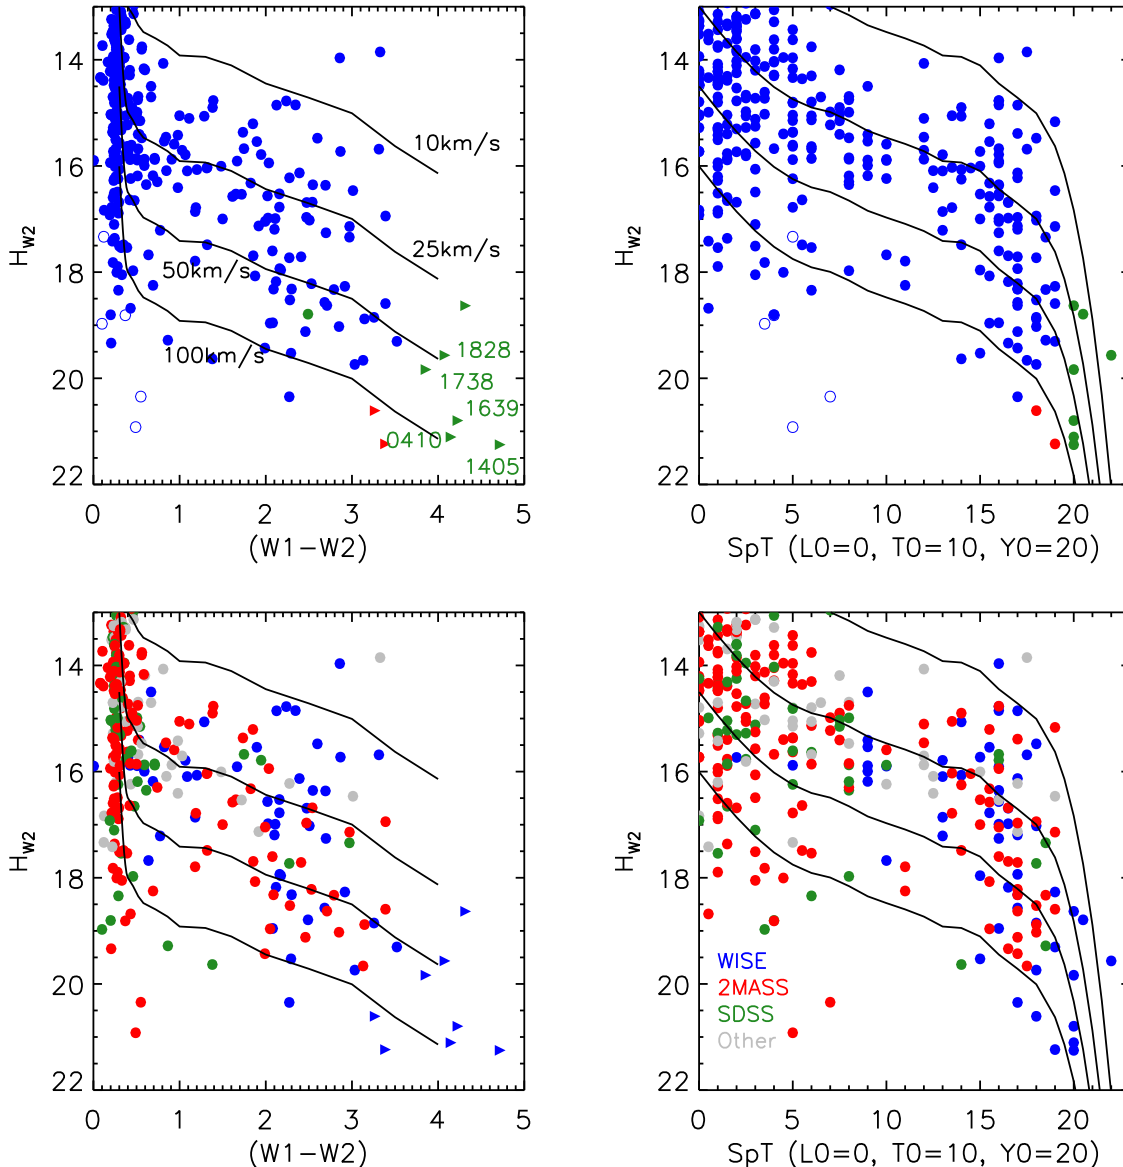 14
16
18
20
22
H_W2
10km/s
25km/s
50km/s
100km/s
1828
1738
1639
0410
1405
0 1 2 3 4 5
(W1−W2)
14
16
18
20
22
H_W2
0 5 10 15 20
SpT (L0=0, T0=10, Y0=20)
14
16
18
20
22
H_W2
0 1 2 3 4 5
(W1−W2)
14
16
18
20
22
H_W2
WISE
2MASS
SDSS
Other
0 5 10 15 20
SpT (L0=0, T0=10, Y0=20)